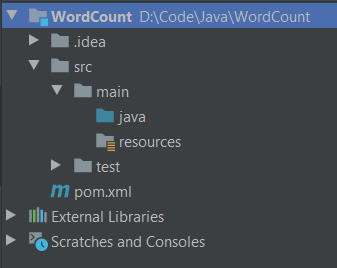 WordCount D:\Code\Java\WordCount
.idea
src
main
java
resources
test
pom.xml
External Libraries
Scratches and Consoles